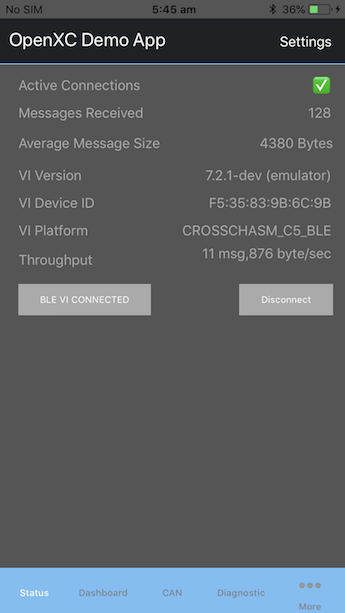 No SIM 5:45 am 36%
OpenXC Demo App Settings
Active Connections
Messages Received 128
Average Message Size 4380 Bytes
VI Version 7.2.1-dev (emulator)
VI Device ID F5:35:83:9B:6C:9B
VI Platform CROSSCHASM_C5_BLE
Throughput 11 msg,876 byte/sec
BLE VI CONNECTED Disconnect
Status Dashboard CAN Diagnostic More